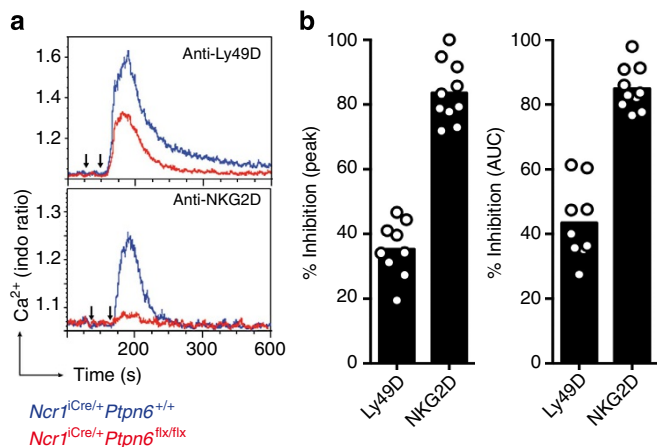 a
Anti-Ly49D
1.6
1.4
1.2
Anti-NKG2D
1.3
1.2
1.1
Ca2+ (indo ratio)
200 300 600
Time (s)
Ncr1iCre/+Ptpn6+/+
Ncr1iCre/+Ptpn6flx/flx
b
% Inhibition (peak)
100
80
60
40
20
0
Ly49D NKG2D
% Inhibition (AUC)
100
80
60
40
20
0
Ly49D NKG2D